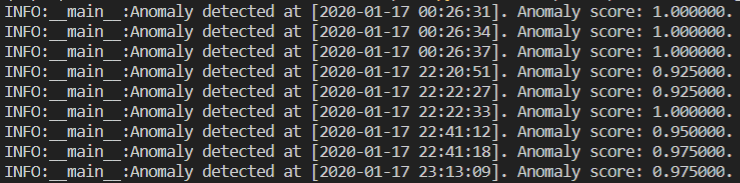 INFO:__main__:Anomaly detected at [2020-01-17 00:26:31]. Anomaly score: 1.000000.
INFO:__main__:Anomaly detected at [2020-01-17 00:26:34]. Anomaly score: 1.000000.
INFO:__main__:Anomaly detected at [2020-01-17 00:26:37]. Anomaly score: 1.000000.
INFO:__main__:Anomaly detected at [2020-01-17 22:20:51]. Anomaly score: 0.925000.
INFO:__main__:Anomaly detected at [2020-01-17 22:22:27]. Anomaly score: 0.925000.
INFO:__main__:Anomaly detected at [2020-01-17 22:22:33]. Anomaly score: 1.000000.
INFO:__main__:Anomaly detected at [2020-01-17 22:41:12]. Anomaly score: 0.950000.
INFO:__main__:Anomaly detected at [2020-01-17 22:41:18]. Anomaly score: 0.975000.
INFO:__main__:Anomaly detected at [2020-01-17 23:13:09]. Anomaly score: 0.975000.